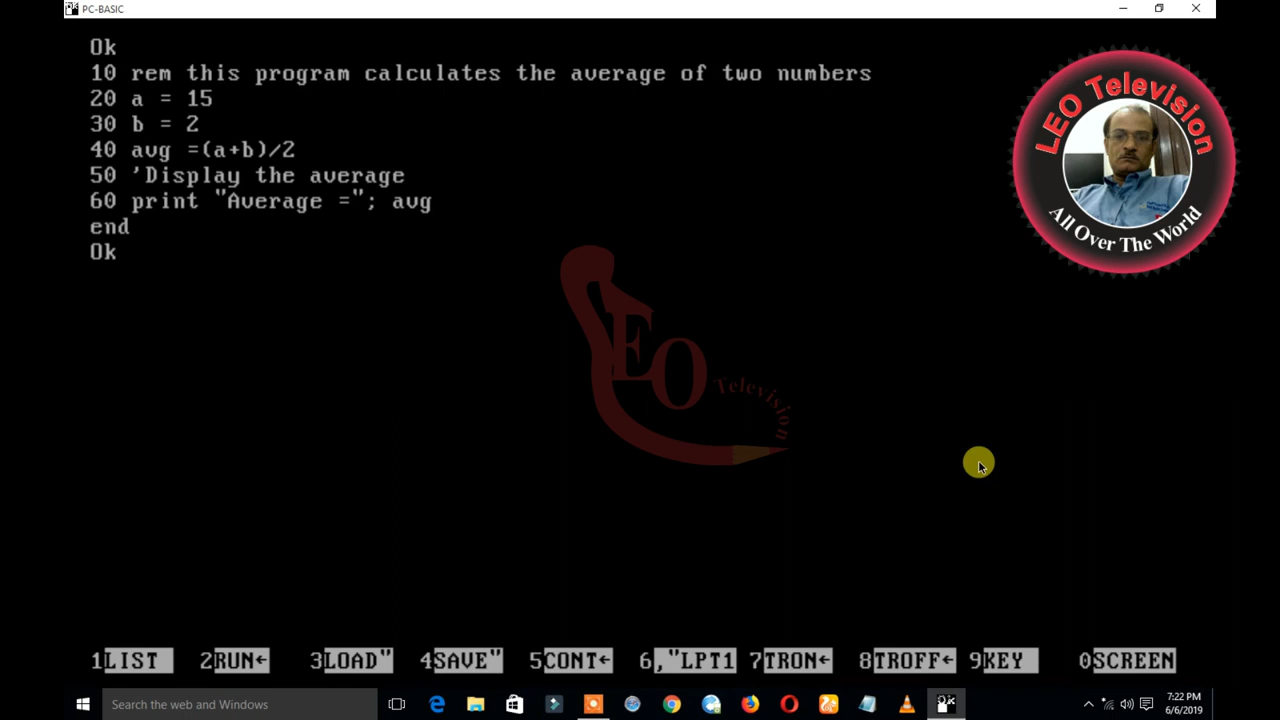 PC-BASIC
Ok
10 rem this program calculates the average of two numbers
20 a = 15
30 b = 2
40 avg =(a+b)/2
50 'Display the average
60 print "Average ="; avg
end
Ok
LEO Television
All Over The World
LEO
Television
1LIST 2RUN← 3LOAD" 4SAVE" 5CONT← 6,"LPT1 7TRON← 8TROFF← 9KEY 0SCREEN
Search the web and Windows
7:22 PM
6/6/2019